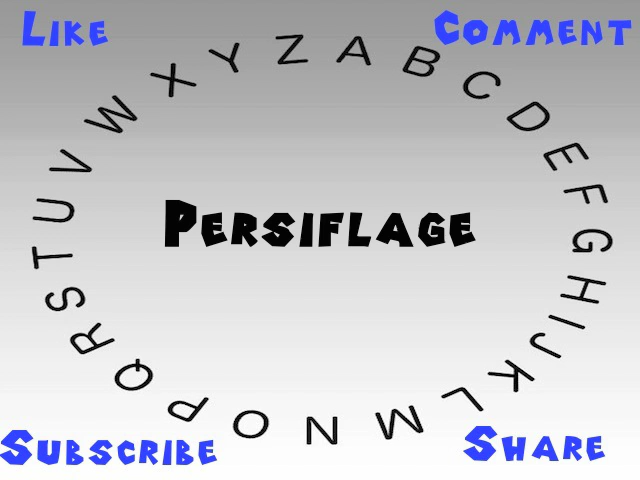 Like
Comment
A B C D E F G H I J K L M N O P Q R S T U V W X Y Z
Persiflage
Subscribe
Share